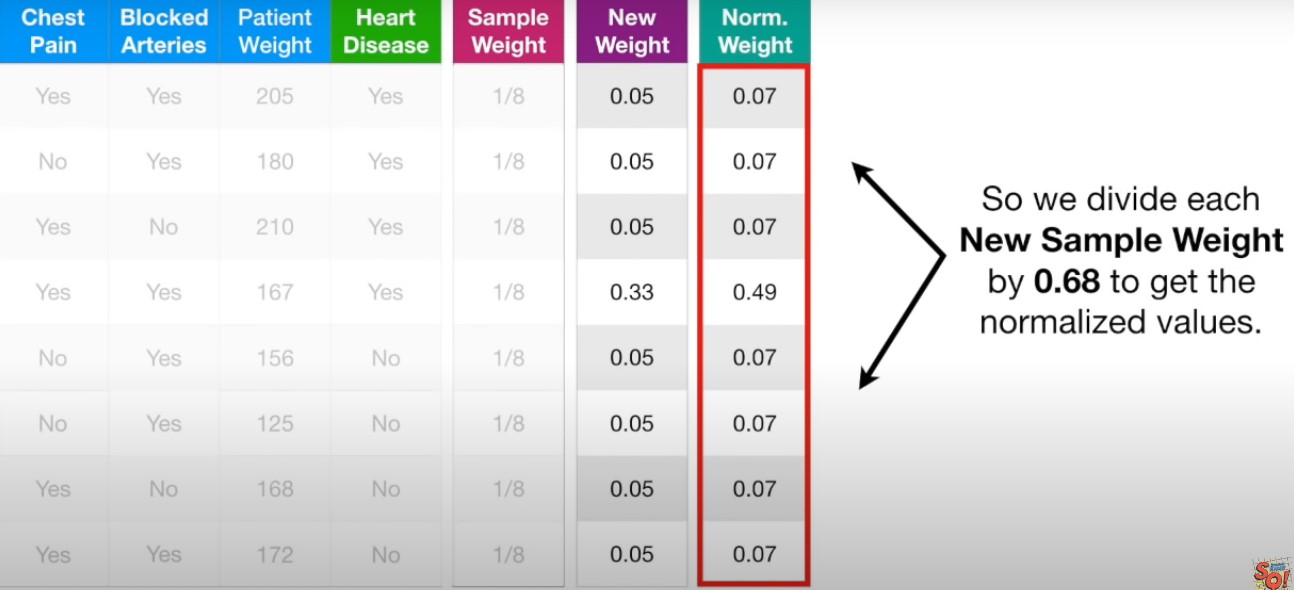 Chest Pain Blocked Arteries Patient Weight Heart Disease Sample Weight New Weight Norm. Weight
Yes Yes 205 Yes 1/8 0.05 0.07
No Yes 180 Yes 1/8 0.05 0.07
Yes No 210 Yes 1/8 0.05 0.07
Yes Yes 167 Yes 1/8 0.33 0.49
No Yes 156 No 1/8 0.05 0.07
No Yes 125 No 1/8 0.05 0.07
Yes No 168 No 1/8 0.05 0.07
Yes Yes 172 No 1/8 0.05 0.07
So we divide each
New Sample Weight
by 0.68 to get the
normalized values.
SQ!